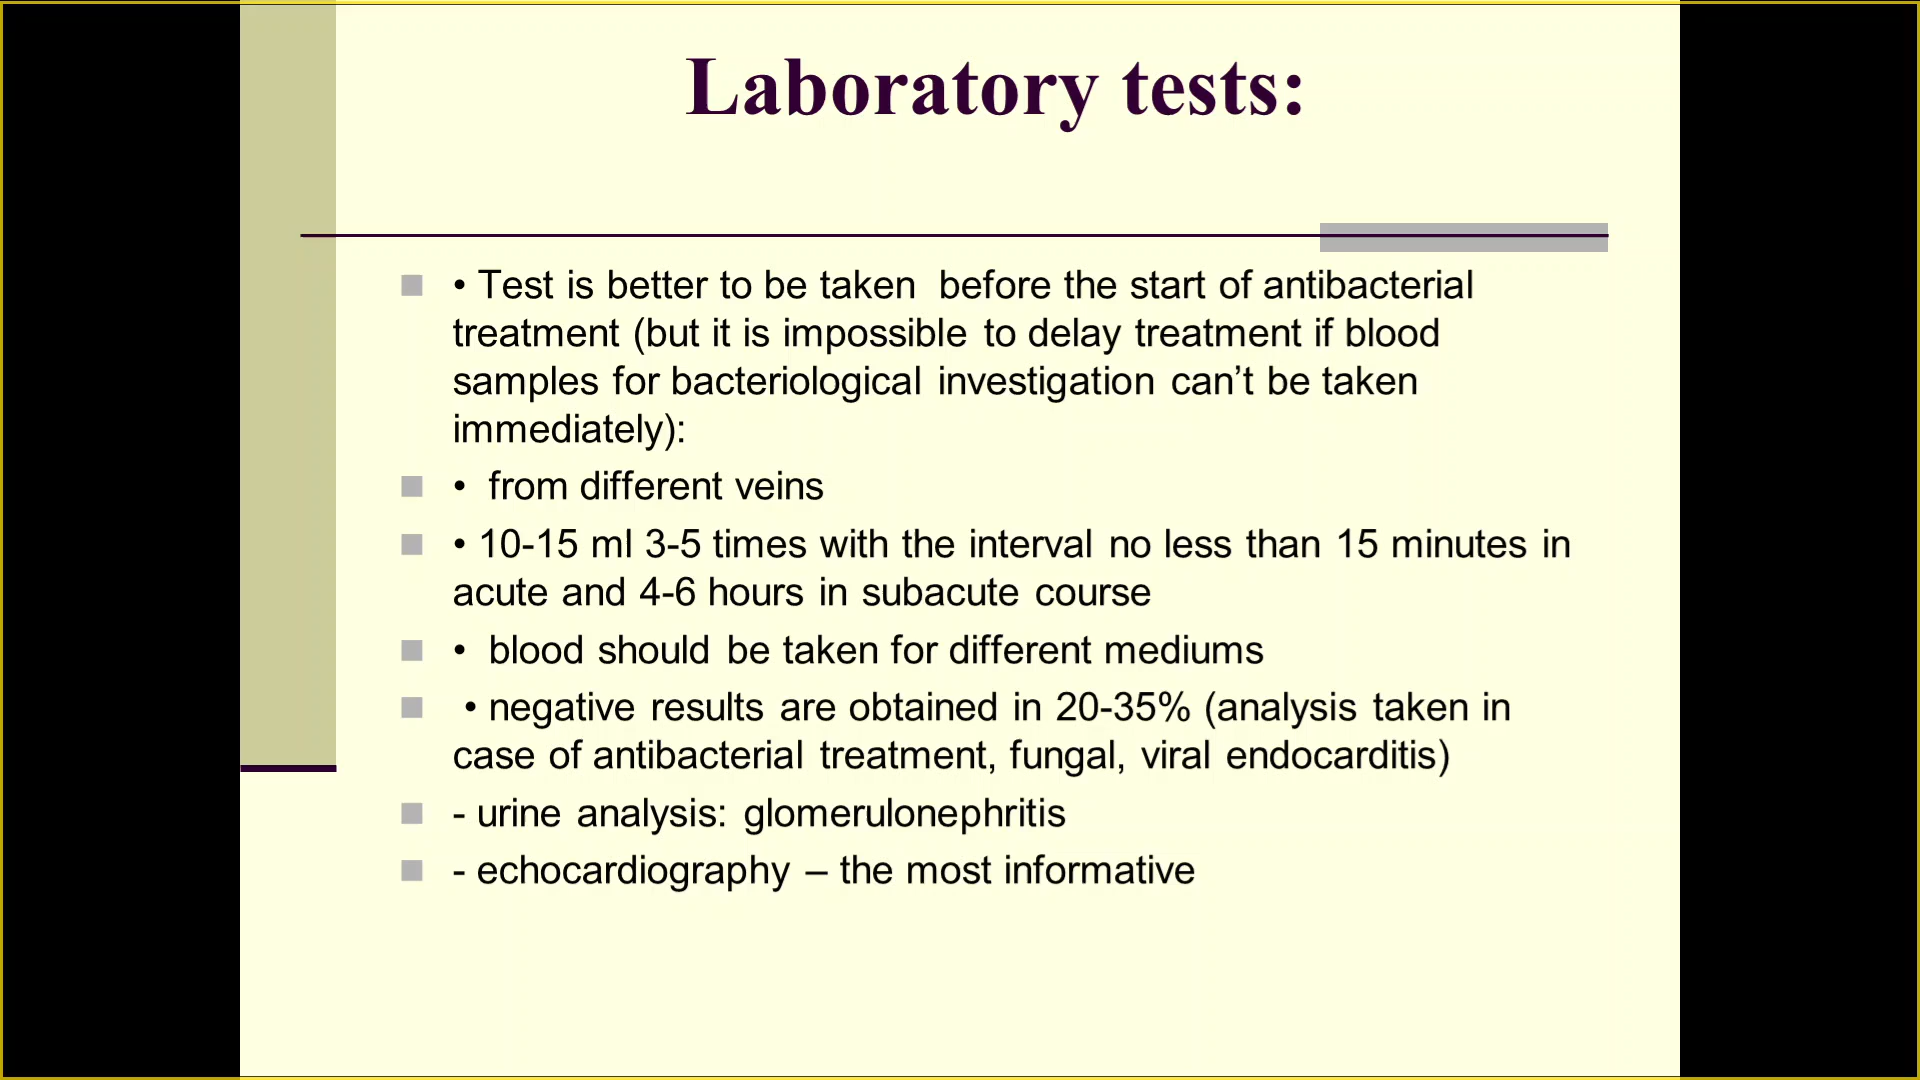 Laboratory tests:
• Test is better to be taken  before the start of antibacterial
treatment (but it is impossible to delay treatment if blood
samples for bacteriological investigation can’t be taken
immediately):
•  from different veins
• 10-15 ml 3-5 times with the interval no less than 15 minutes in
acute and 4-6 hours in subacute course
•  blood should be taken for different mediums
• negative results are obtained in 20-35% (analysis taken in
case of antibacterial treatment, fungal, viral endocarditis)
- urine analysis: glomerulonephritis
- echocardiography – the most informative